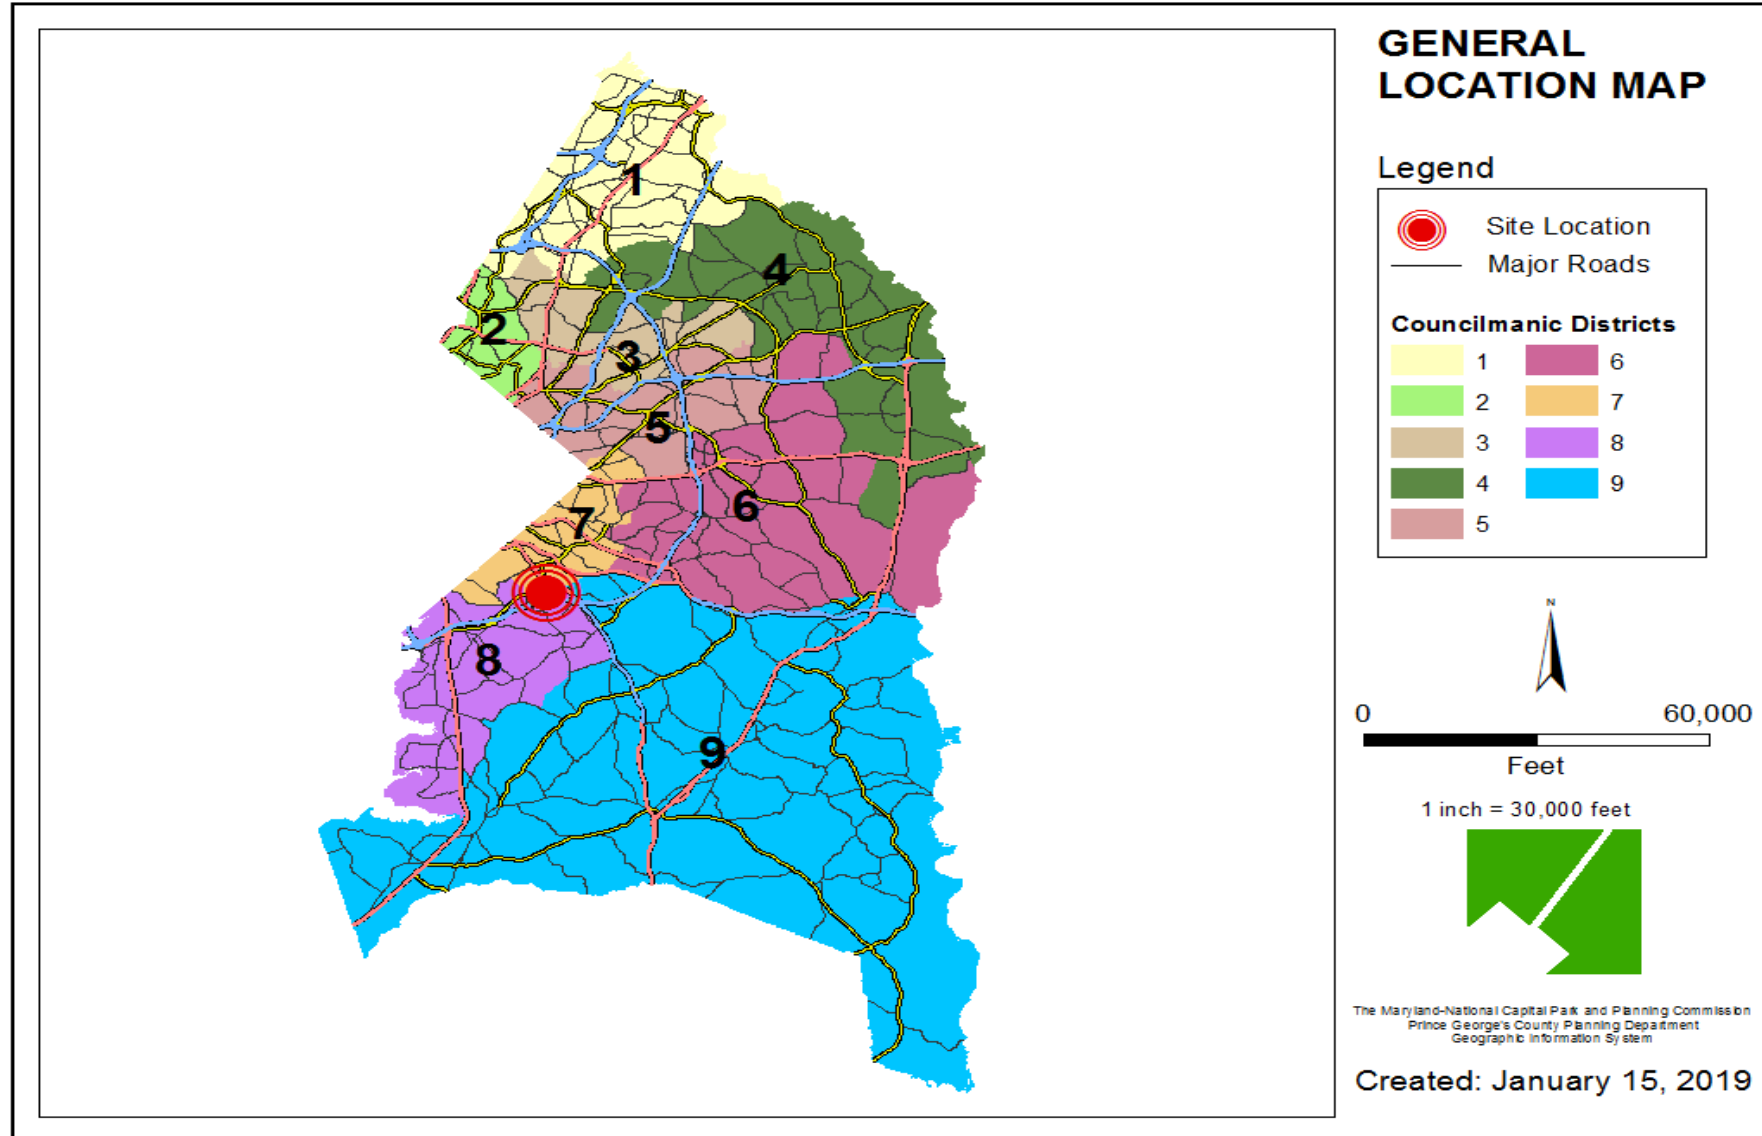 GENERAL
LOCATION MAP
Legend
Site Location
Major Roads
Councilmanic Districts
1 6
2 7
3 8
4 9
5
1
4
2
3
5
6
7
8
9
N
0 60,000
Feet
1 inch = 30,000 feet
The Maryland-National Capital Park and Planning Commission
Prince George's County Planning Department
Geographic Information System
Created: January 15, 2019